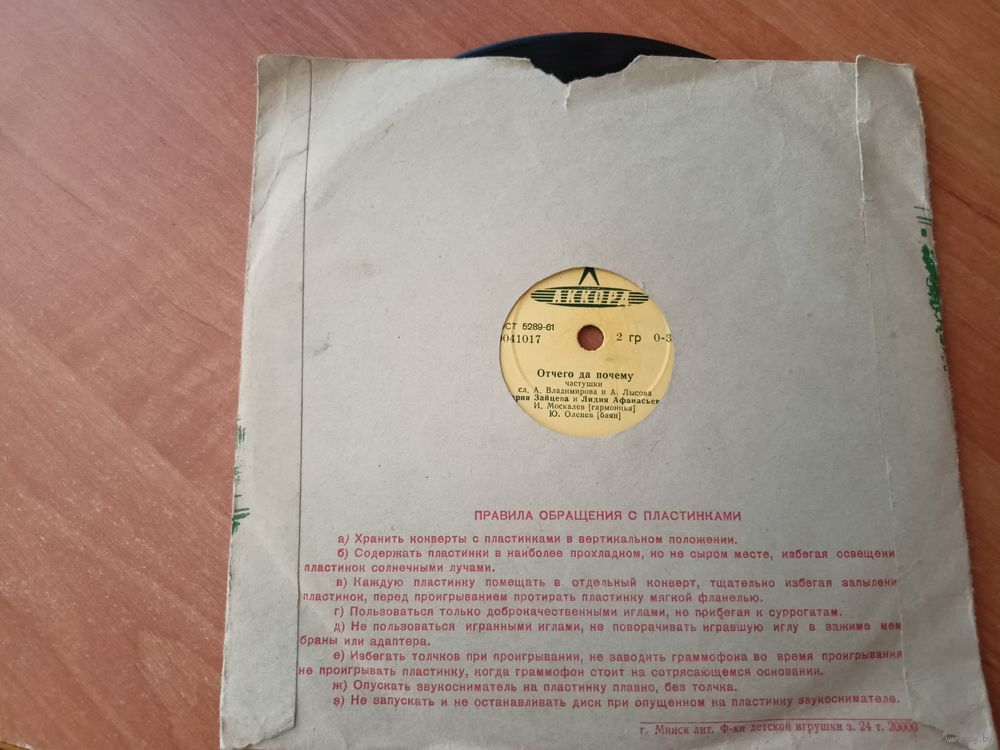 АККОРД
СТ 5289-61
041017 2 гр 0-3
Отчего да почему
частушки
сл. А. Владимирова и А. Лысова
рия Зайцева и Лидия Афанасьев
И. Москалев [гармоника]
Ю. Оленев [баян]
ПРАВИЛА ОБРАЩЕНИЯ С ПЛАСТИНКАМИ
а) Хранить конверты с пластинками в вертикальном положении.
б) Содержать пластинки в наиболее прохладном, но не сыром месте, избегая освещени
пластинок солнечными лучами.
в) Каждую пластинку помещать в отдельный конверт, тщательно избегая запылени
пластинок, перед проигрыванием протирать пластинку мягкой фланелью.
г) Пользоваться только доброкачественными иглами, не прибегая к суррогатам.
д) Не пользоваться игранными иглами, не поворачивать игравшую иглу в зажиме мем
браны или адаптера.
е) Избегать толчков при проигрывании, не заводить граммофона во время проигрывания
не проигрывать пластинку, когда граммофон стоит на сотрясающемся основании.
ж) Опускать звукосниматель на пластинку плавно, без толчка.
з) Не запускать и не останавливать диск при опущенном на пластинку звукоснимателе.
г. Минск лит. Ф-ки детской игрушки з. 24 т. 20000